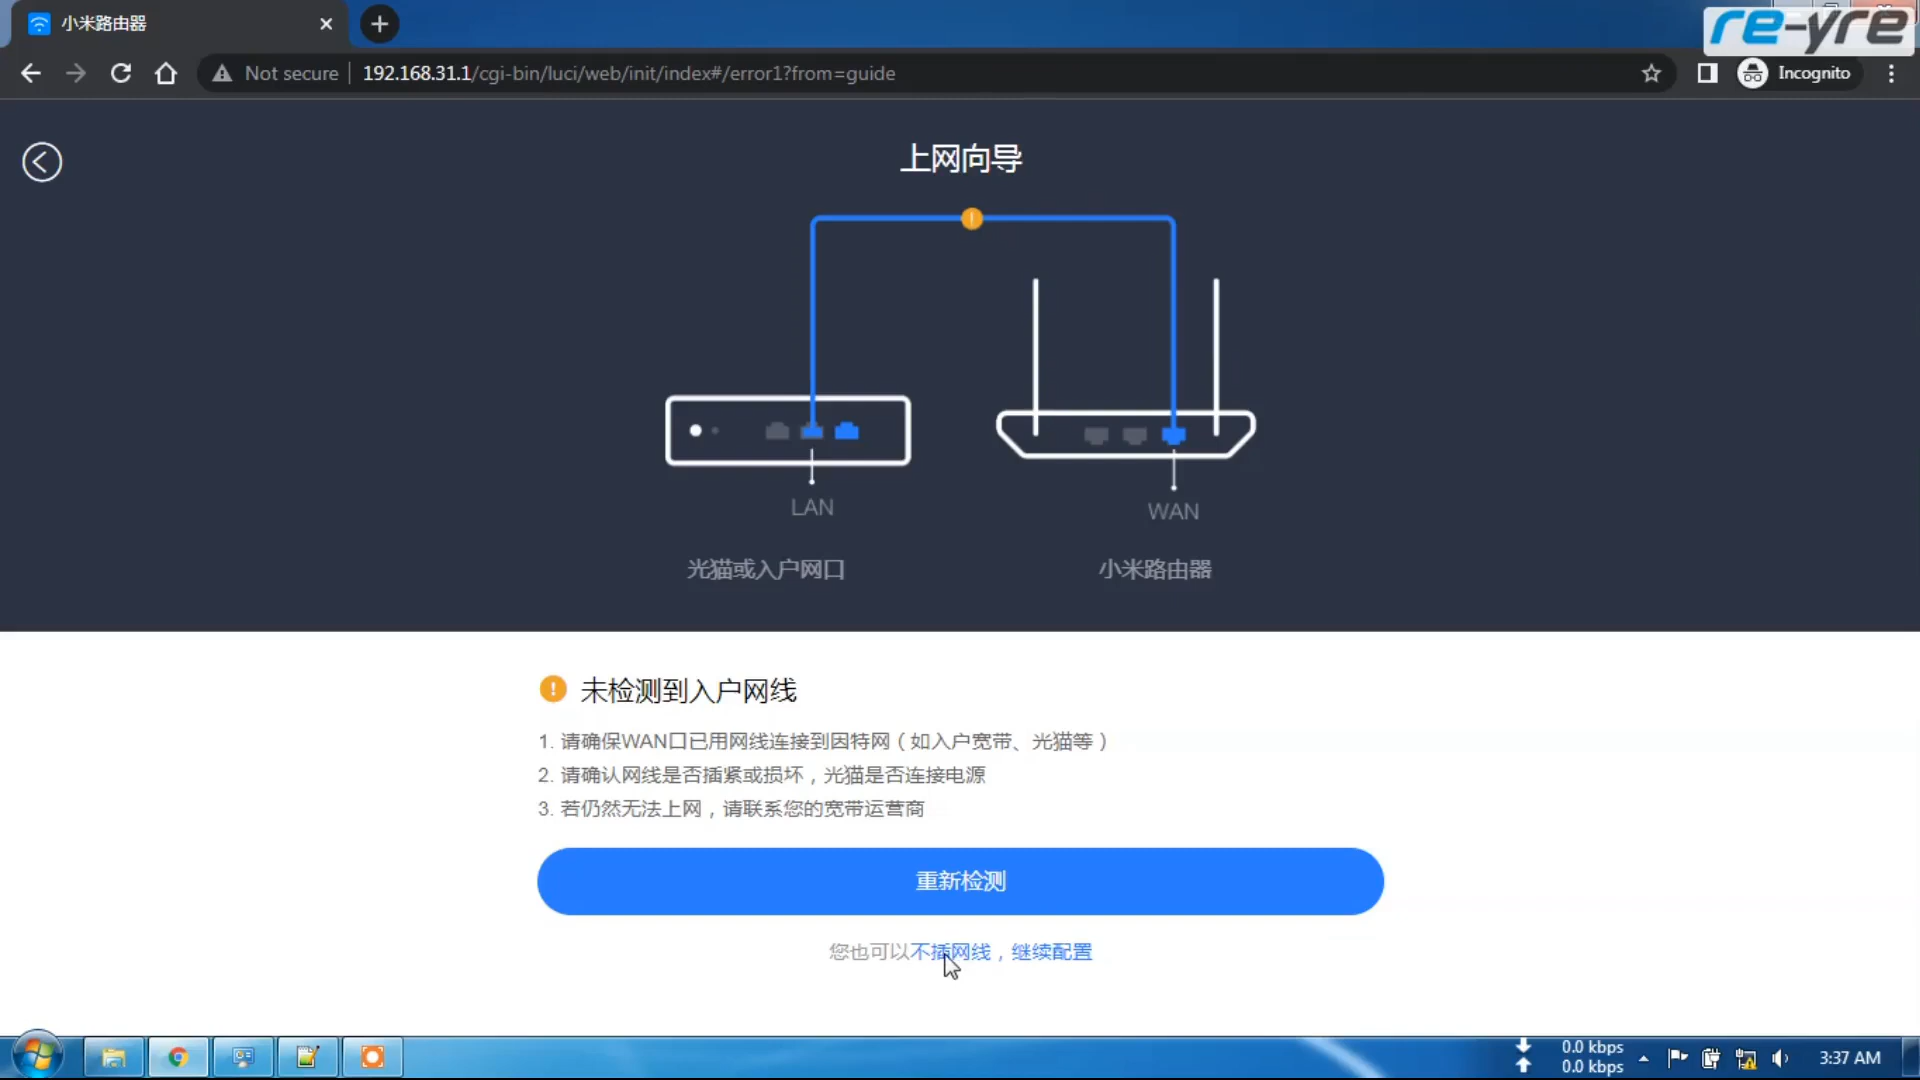 小米路由器
re-yre
Not secure
192.168.31.1/cgi-bin/luci/web/init/index#/error1?from=guide
Incognito
上网向导
LAN
WAN
光猫或入户网口
小米路由器
未检测到入户网线
1. 请确保WAN口已用网线连接到因特网（如入户宽带、光猫等）
2. 请确认网线是否插紧或损坏，光猫是否连接电源
3. 若仍然无法上网，请联系您的宽带运营商
重新检测
您也可以不插网线，继续配置
0.0 kbps
0.0 kbps
3:37 AM